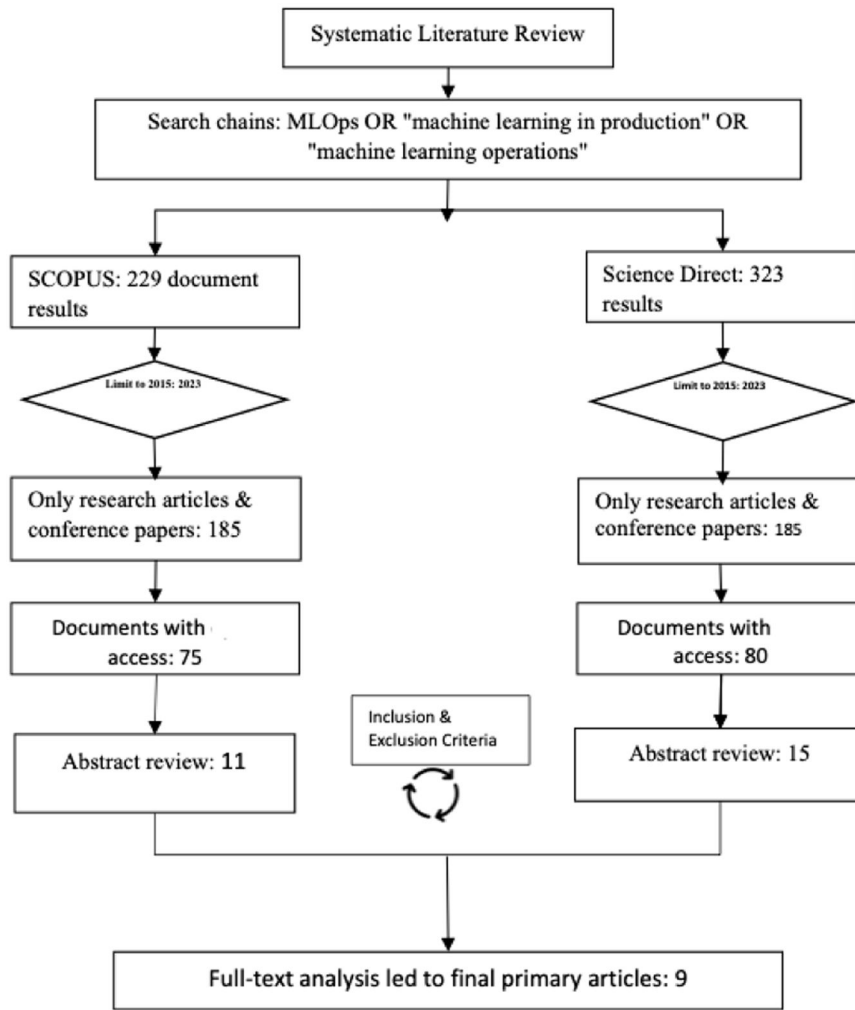 Systematic Literature Review
Search chains: MLOps OR "machine learning in production" OR
"machine learning operations"
SCOPUS: 229 document
results
Science Direct: 323
results
Limit to 2015: 2023
Limit to 2015: 2023
Only research articles &
conference papers: 185
Only research articles &
conference papers: 185
Documents with
access: 75
Documents with
access: 80
Inclusion &
Exclusion Criteria
Abstract review: 11
Abstract review: 15
Full-text analysis led to final primary articles: 9